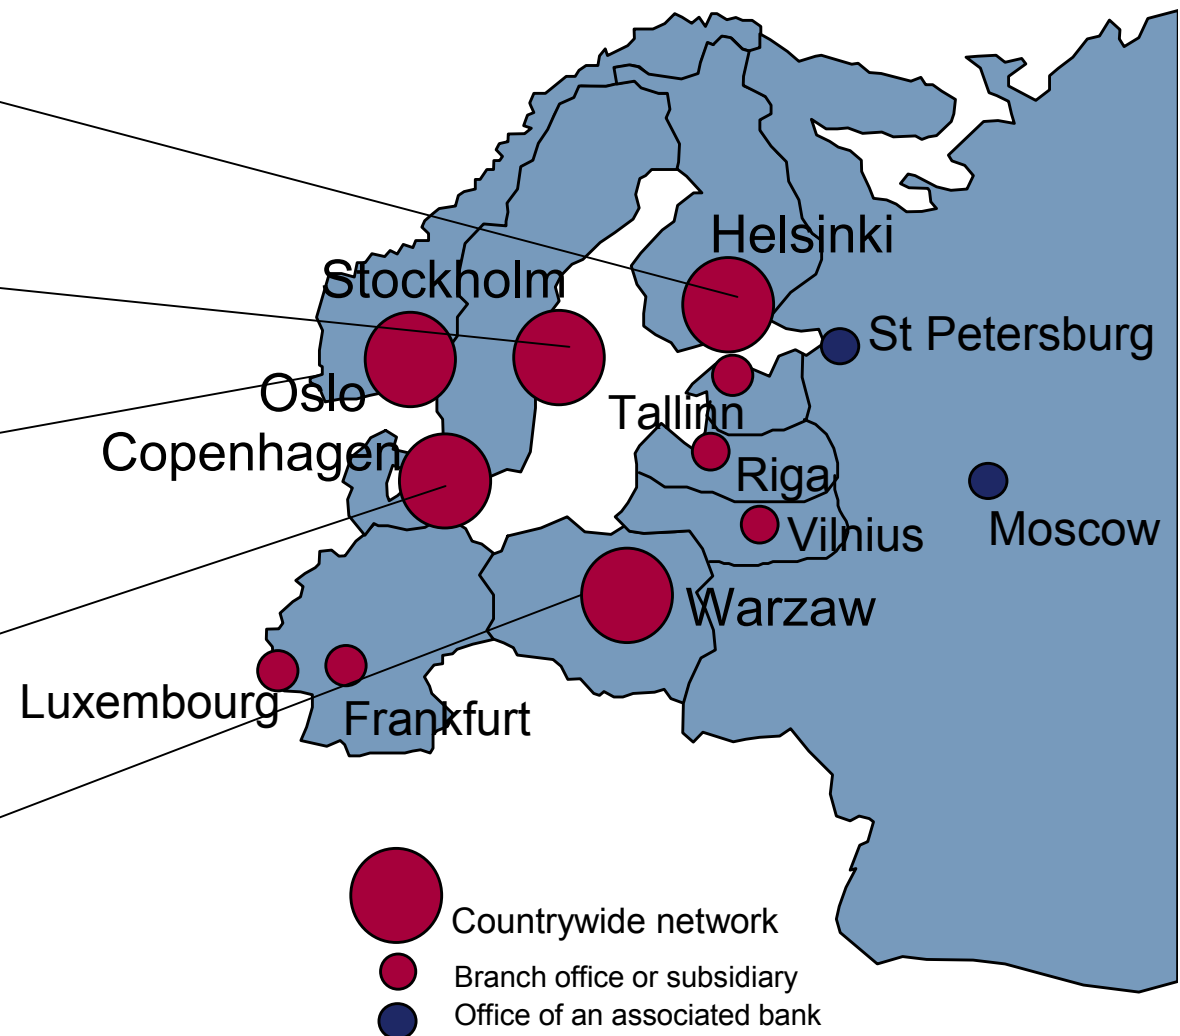 Helsinki
Stockholm
St Petersburg
Oslo
Tallinn
Copenhagen
Riga
Moscow
Vilnius
Warzaw
Luxembourg
Frankfurt
Countrywide network
Branch office or subsidiary
Office of an associated bank